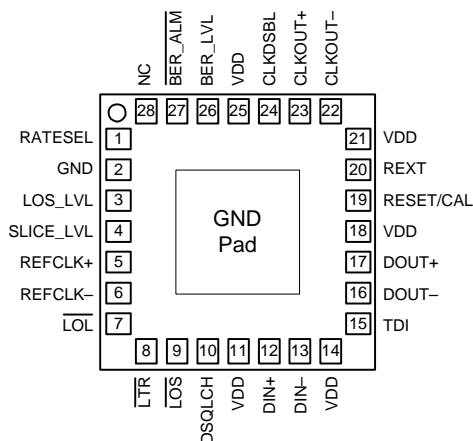 NC
BER_ALM
BER_LVL
VDD
CLKDSBL
CLKOUT+
CLKOUT–
28 27 26 25 24 23 22
RATESEL 1
GND 2
LOS_LVL 3
SLICE_LVL 4
REFCLK+ 5
REFCLK– 6
LOL 7
GND
Pad
21 VDD
20 REXT
19 RESET/CAL
18 VDD
17 DOUT+
16 DOUT–
15 TDI
8 9 10 11 12 13 14
LTR
LOS
DSQLCH
VDD
DIN+
DIN–
VDD